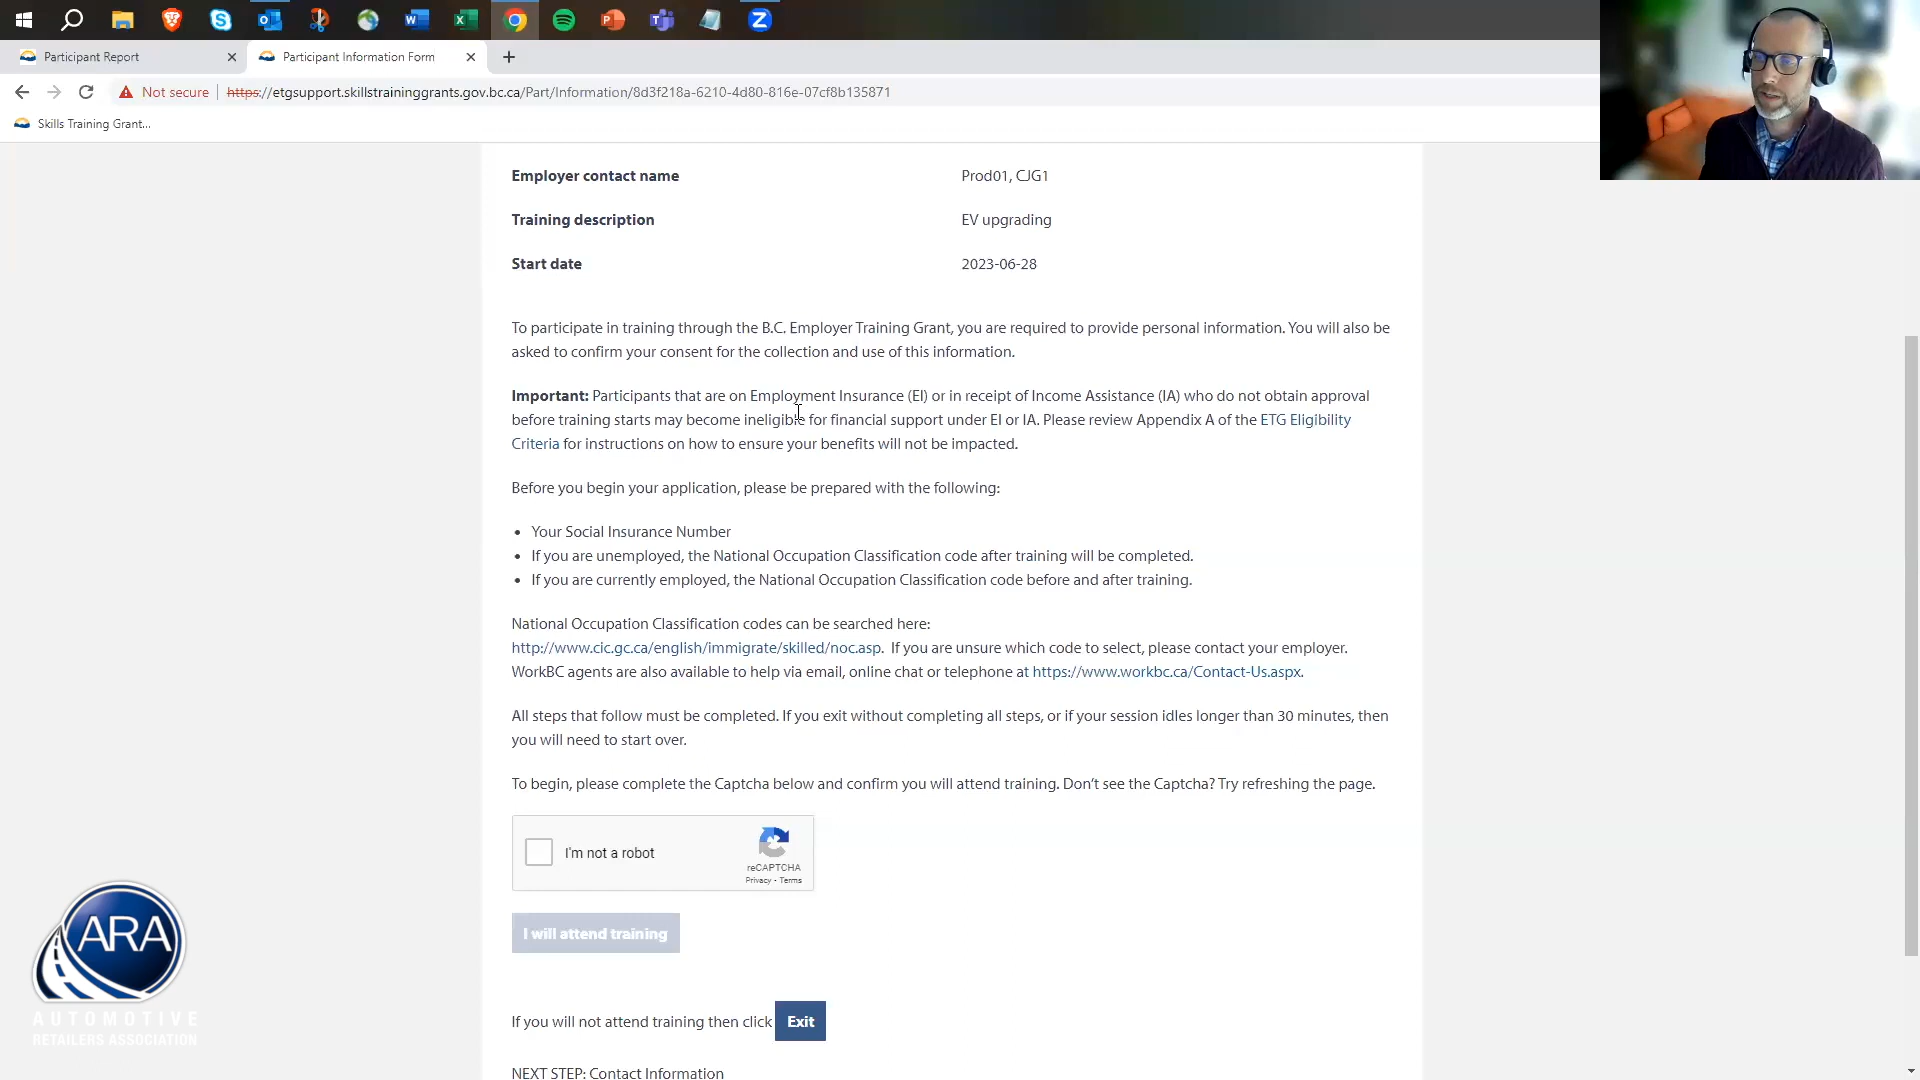 Participant Report
Participant Information Form
Not secure
https://etgsupport.skillstraininggrants.gov.bc.ca/Part/Information/8d3f218a-6210-4d80-816e-07cf8b135871
Skills Training Grant...
Employer contact name Prod01, CJG1
Training description EV upgrading
Start date 2023-06-28
To participate in training through the B.C. Employer Training Grant, you are required to provide personal information. You will also be
asked to confirm your consent for the collection and use of this information.
Important: Participants that are on Employment Insurance (EI) or in receipt of Income Assistance (IA) who do not obtain approval
before training starts may become ineligible for financial support under EI or IA. Please review Appendix A of the ETG Eligibility
Criteria for instructions on how to ensure your benefits will not be impacted.
Before you begin your application, please be prepared with the following:
• Your Social Insurance Number
• If you are unemployed, the National Occupation Classification code after training will be completed.
• If you are currently employed, the National Occupation Classification code before and after training.
National Occupation Classification codes can be searched here:
http://www.cic.gc.ca/english/immigrate/skilled/noc.asp. If you are unsure which code to select, please contact your employer.
WorkBC agents are also available to help via email, online chat or telephone at https://www.workbc.ca/Contact-Us.aspx.
All steps that follow must be completed. If you exit without completing all steps, or if your session idles longer than 30 minutes, then
you will need to start over.
To begin, please complete the Captcha below and confirm you will attend training. Don't see the Captcha? Try refreshing the page.
I'm not a robot
reCAPTCHA
Privacy - Terms
I will attend training
If you will not attend training then click Exit
NEXT STEP: Contact Information
ARA
AUTOMOTIVE
RETAILERS ASSOCIATION